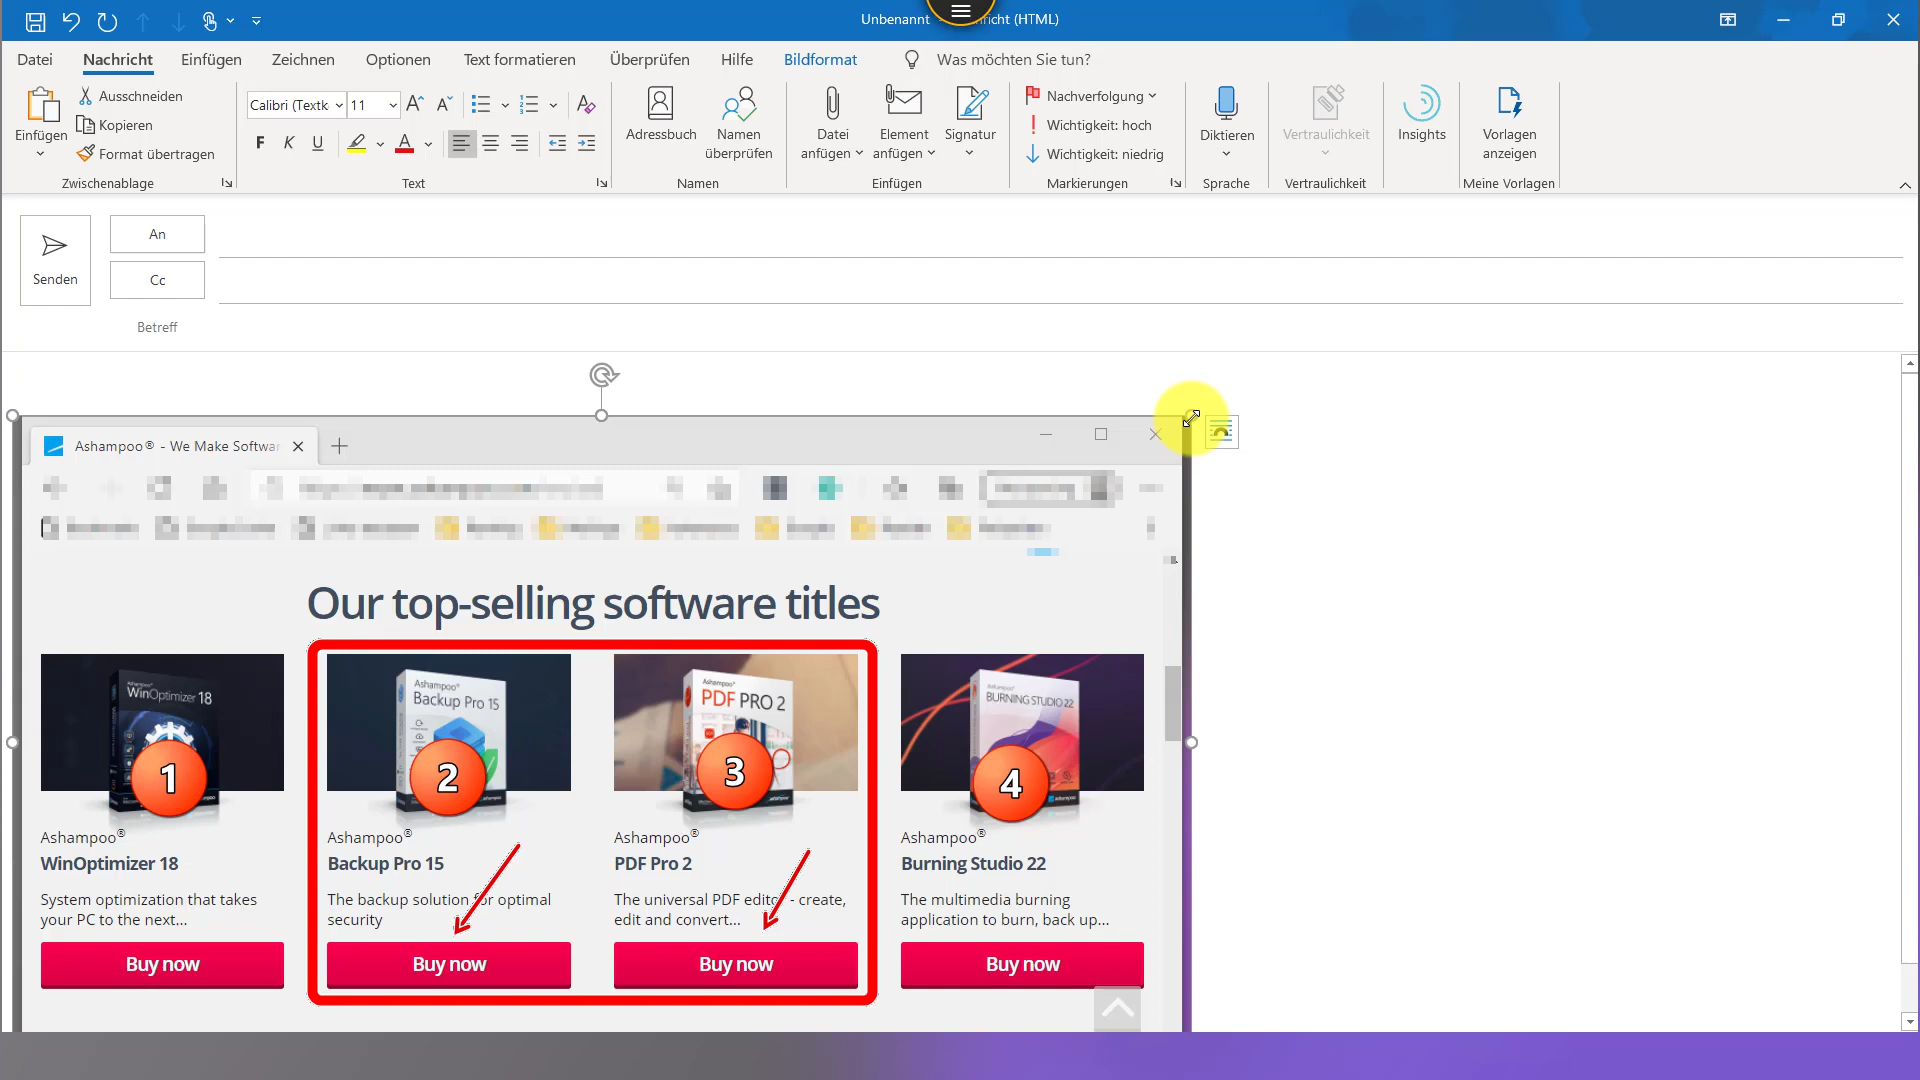 Unbenannt
icht (HTML)
Datei Nachricht Einfügen Zeichnen Optionen Text formatieren Überprüfen Hilfe Bildformat Was möchten Sie tun?
Einfügen
Ausschneiden
Kopieren
Format übertragen
Zwischenablage
Calibri (Textk 11
F K U
Text
Adressbuch
Namen überprüfen
Namen
Datei anfügen
Element anfügen
Signatur
Einfügen
Nachverfolgung
Wichtigkeit: hoch
Wichtigkeit: niedrig
Markierungen
Diktieren
Sprache
Vertraulichkeit
Vertraulichkeit
Insights
Vorlagen anzeigen
Meine Vorlagen
Senden
An
Cc
Betreff
Ashampoo® - We Make Softwar
Our top-selling software titles
Ashampoo®
WinOptimizer 18
1
Ashampoo®
WinOptimizer 18
System optimization that takes
your PC to the next...
Buy now
Ashampoo®
Backup Pro 15
2
Ashampoo®
Backup Pro 15
The backup solution for optimal
security
Buy now
Ashampoo®
PDF PRO 2
3
Ashampoo®
PDF Pro 2
The universal PDF editor - create,
edit and convert...
Buy now
Ashampoo®
BURNING STUDIO 22
4
Ashampoo®
Burning Studio 22
The multimedia burning
application to burn, back up...
Buy now